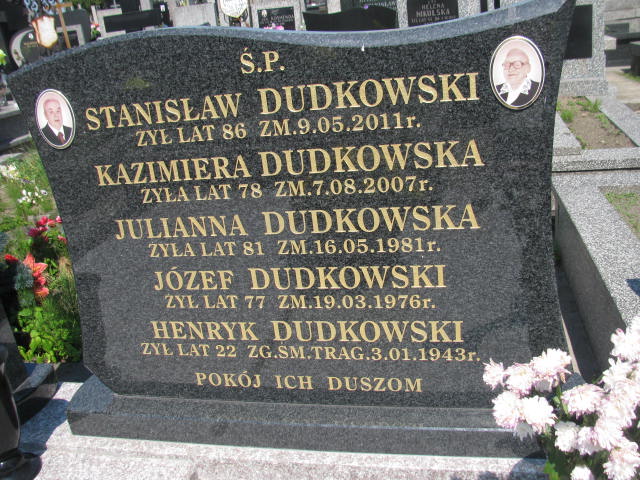 HELENA
NIKULSKA
Ś.P.
STANISŁAW DUDKOWSKI
ŻYŁ LAT 86 ZM.9.05.2011r.
KAZIMIERA DUDKOWSKA
ŻYŁA LAT 78 ZM.7.08.2007r.
JULIANNA DUDKOWSKA
ŻYŁA LAT 81 ZM.16.05.1981r.
JÓZEF DUDKOWSKI
ŻYŁ LAT 77 ZM.19.03.1976r.
HENRYK DUDKOWSKI
ŻYŁ LAT 22 ZG.ŚM.TRAG.3.01.1943r.
POKÓJ ICH DUSZOM